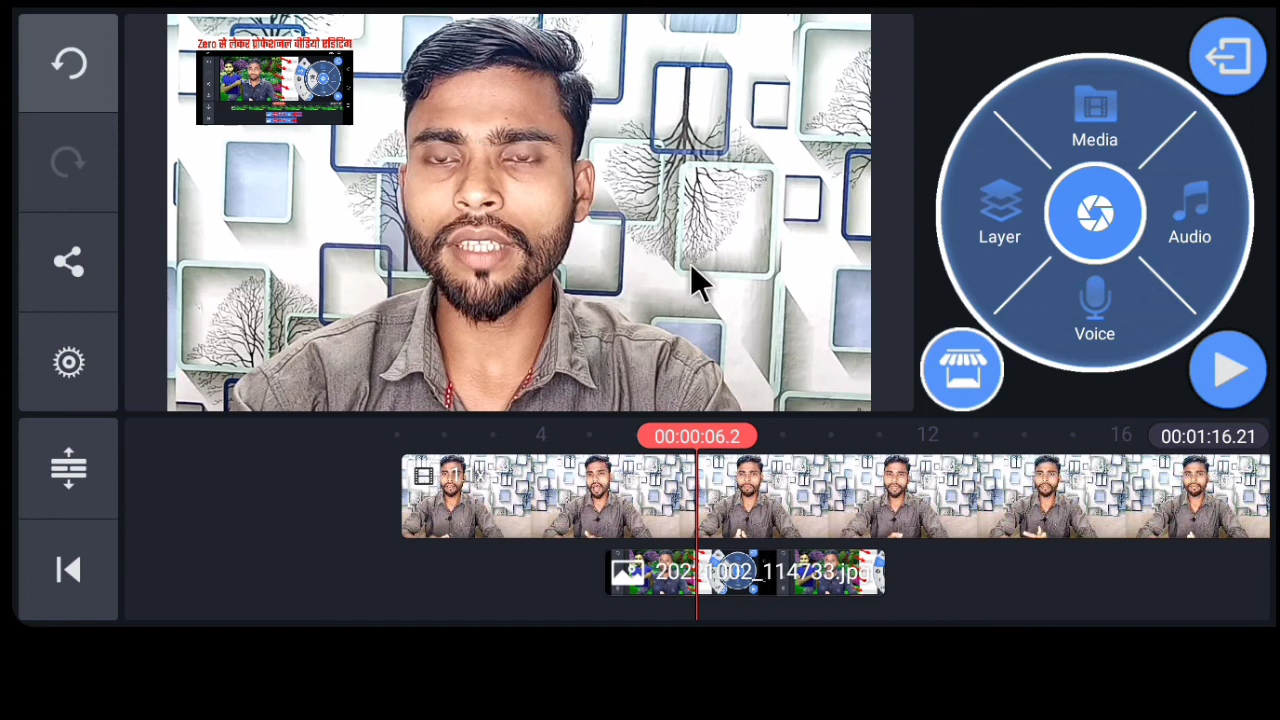 Zero से लेकर प्रोफेशनल वीडियो एडिटिंग
Media
Layer
Audio
Voice
4
00:00:06.2
12
16
00:01:16.21
20221002_114733.jpg